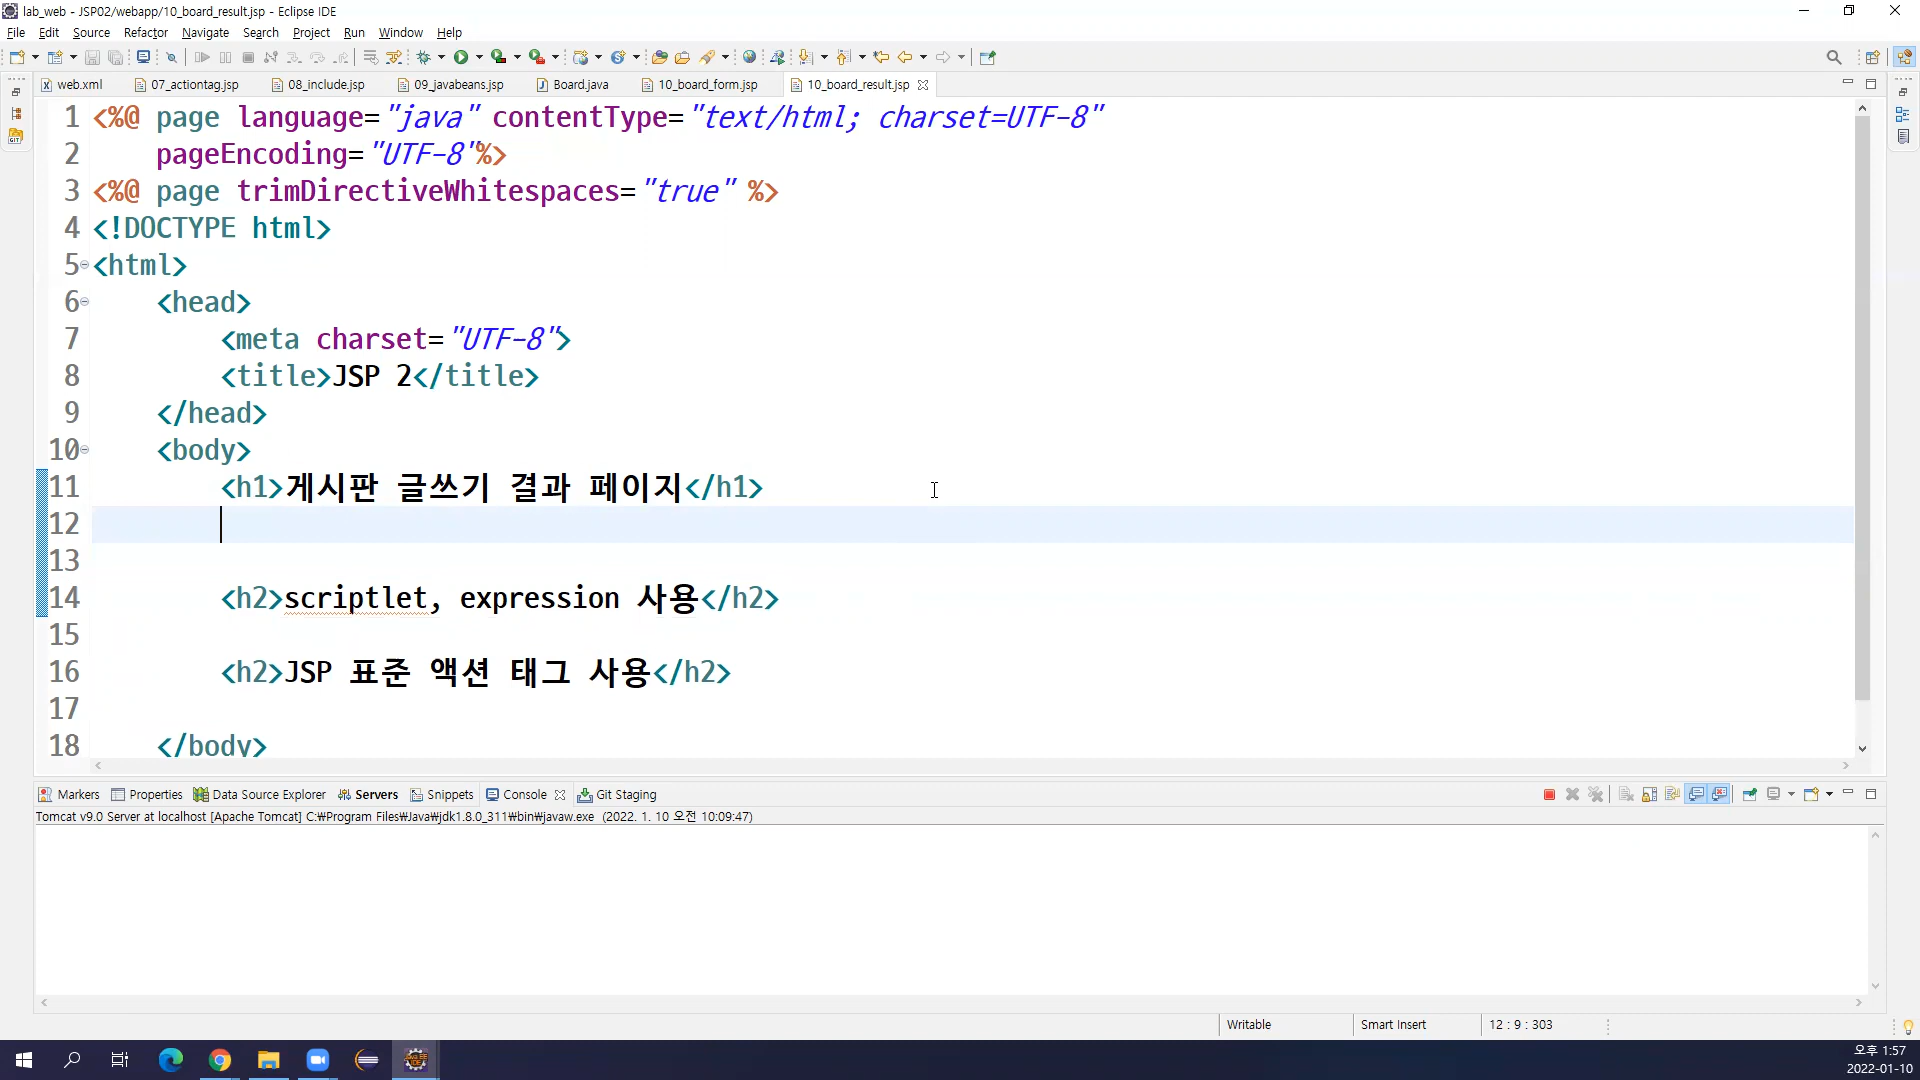 lab_web - JSP02/webapp/10_board_result.jsp - Eclipse IDE
File Edit Source Refactor Navigate Search Project Run Window Help
web.xml 07_actiontag.jsp 08_include.jsp 09_javabeans.jsp Board.java 10_board_form.jsp 10_board_result.jsp
1 <%@ page language="java" contentType="text/html; charset=UTF-8"
2 pageEncoding="UTF-8"%>
3 <%@ page trimDirectiveWhitespaces="true" %>
4 <!DOCTYPE html>
5 <html>
6 <head>
7 <meta charset="UTF-8">
8 <title>JSP 2</title>
9 </head>
10 <body>
11 <h1>게시판 글쓰기 결과 페이지</h1>
12
13
14 <h2>scriptlet, expression 사용</h2>
15
16 <h2>JSP 표준 액션 태그 사용</h2>
17
18 </body>
Markers Properties Data Source Explorer Servers Snippets Console Git Staging
Tomcat v9.0 Server at localhost [Apache Tomcat] C:₩Program Files₩Java₩jdk1.8.0_311₩bin₩javaw.exe (2022. 1. 10 오전 10:09:47)
Writable Smart Insert 12 : 9 : 303
오후 1:57
2022-01-10